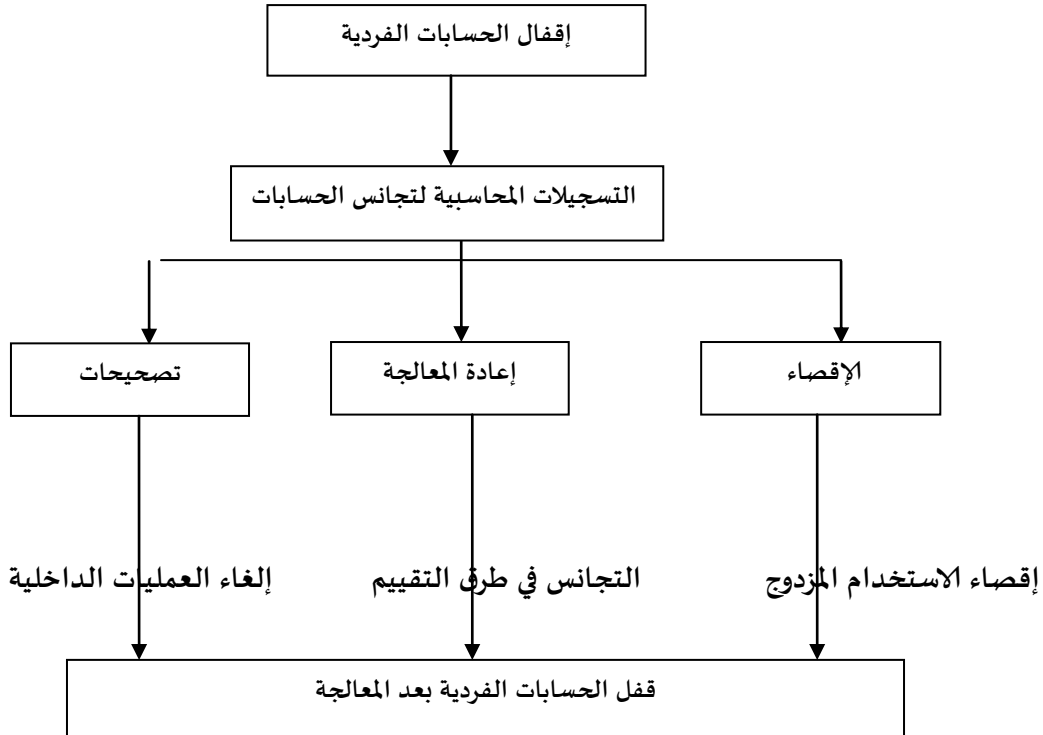 إقفال الحسابات الفردية
التسجيلات المحاسبية لتجانس الحسابات
الإقصاء
إعادة المعالجة
تصحيحات
إقصاء الاستخدام المزدوج
التجانس في طرق التقييم
إلغاء العمليات الداخلية
قفل الحسابات الفردية بعد المعالجة